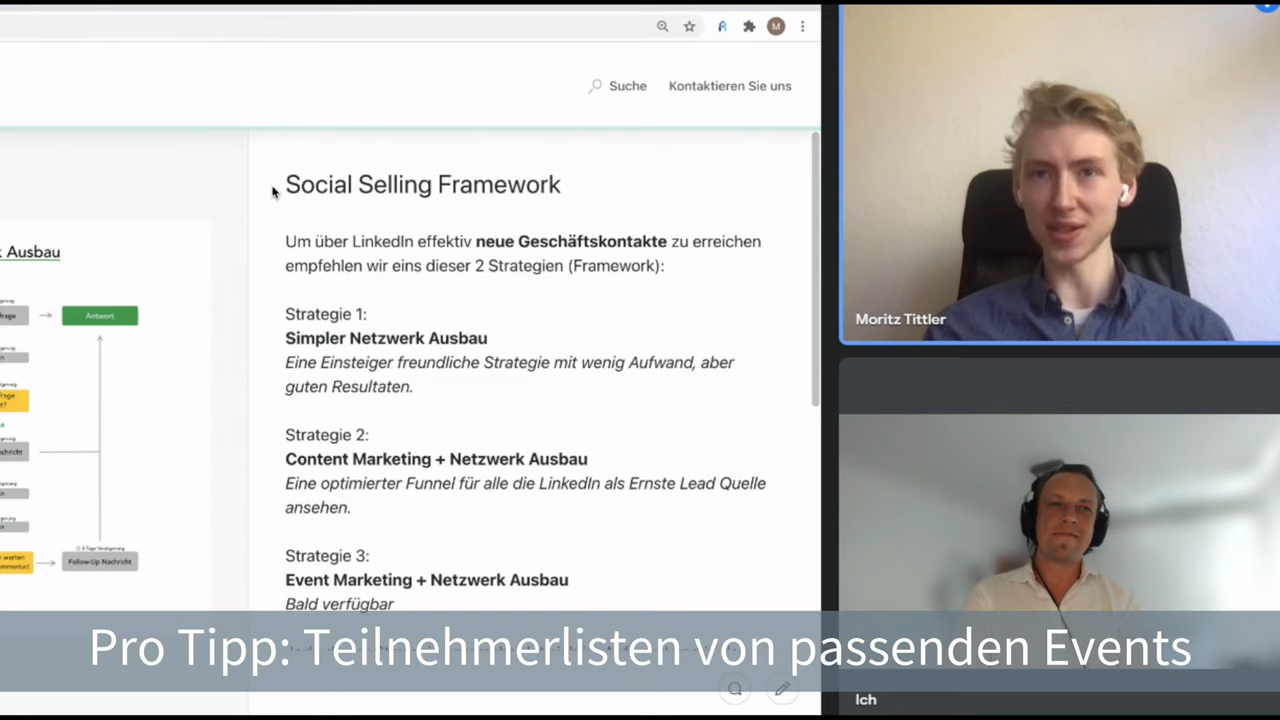 M
Suche
Kontaktieren Sie uns
Social Selling Framework
Um über LinkedIn effektiv neue Geschäftskontakte zu erreichen
empfehlen wir eins dieser 2 Strategien (Framework):
Strategie 1:
Simpler Netzwerk Ausbau
Eine Einsteiger freundliche Strategie mit wenig Aufwand, aber
guten Resultaten.
Strategie 2:
Content Marketing + Netzwerk Ausbau
Eine optimierter Funnel für alle die LinkedIn als Ernste Lead Quelle
ansehen.
Strategie 3:
Event Marketing + Netzwerk Ausbau
Bald verfügbar
Ausbau
Antwort
Follow-Up Nachricht
Moritz Tittler
Pro Tipp: Teilnehmerlisten von passenden Events
Ich